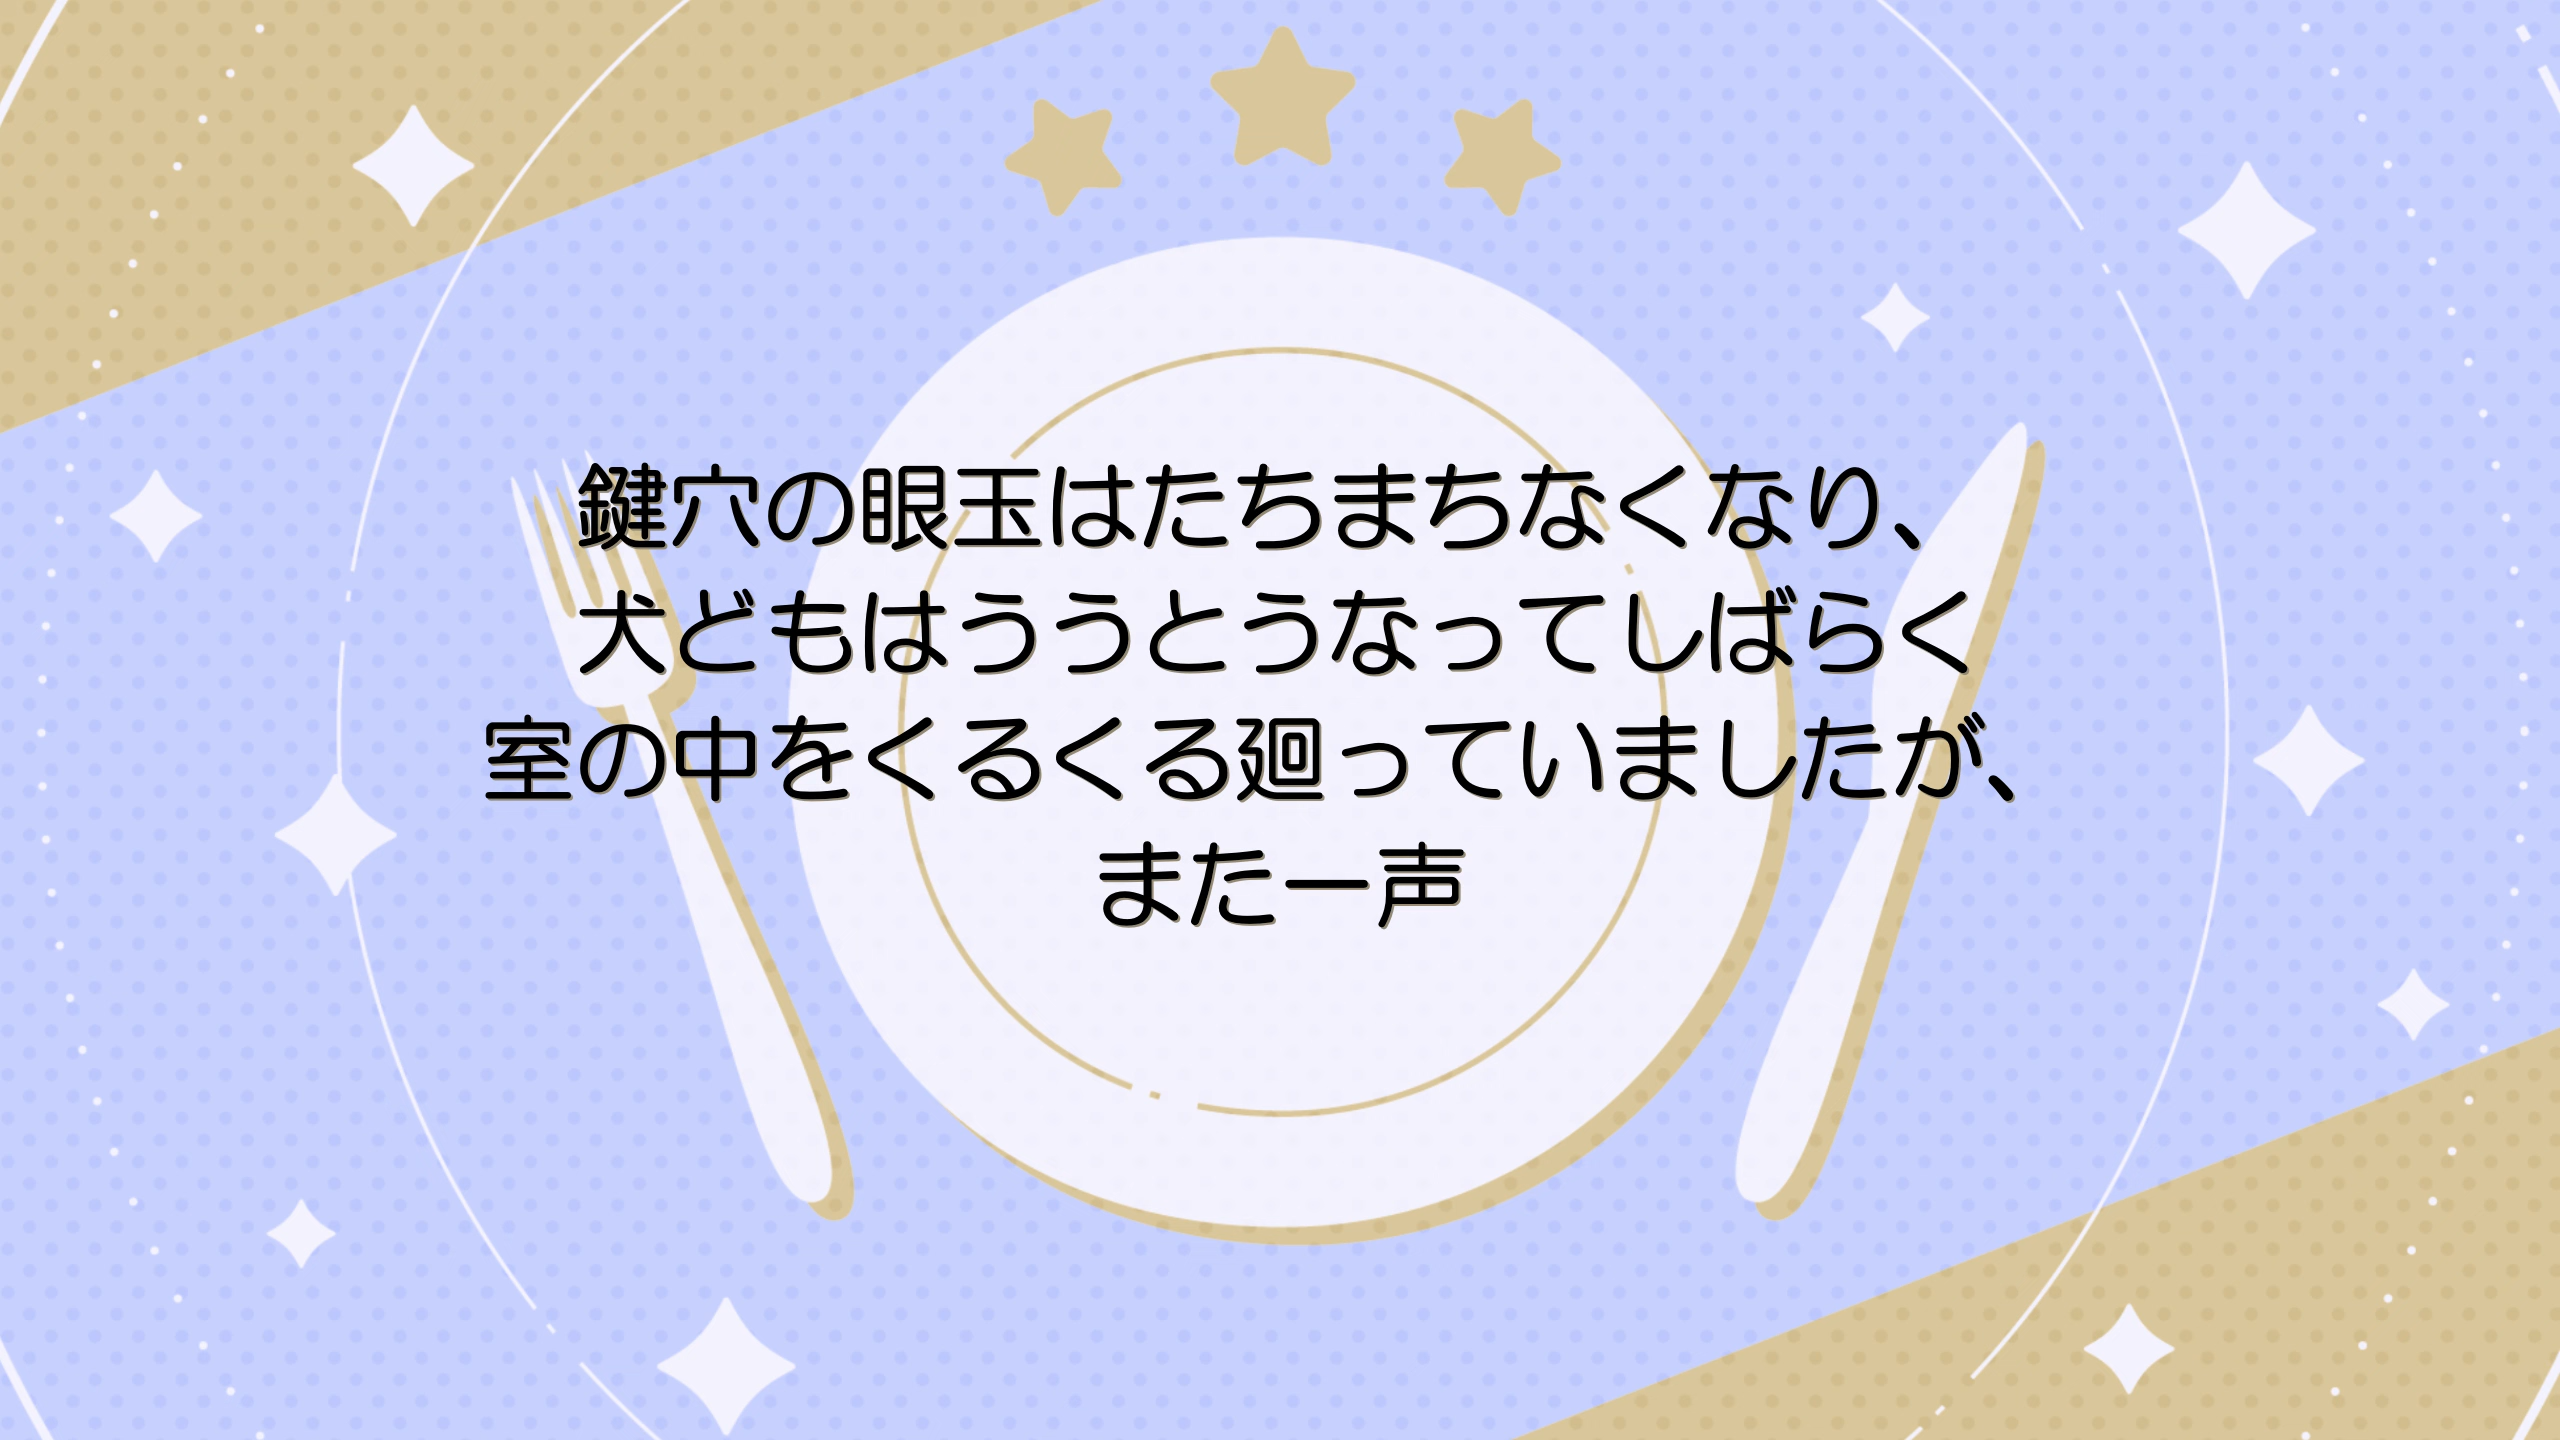 鍵穴の眼玉はたちまちなくなり、
犬どもはううとうなってしばらく
室の中をくるくる廻っていましたが、
また一声